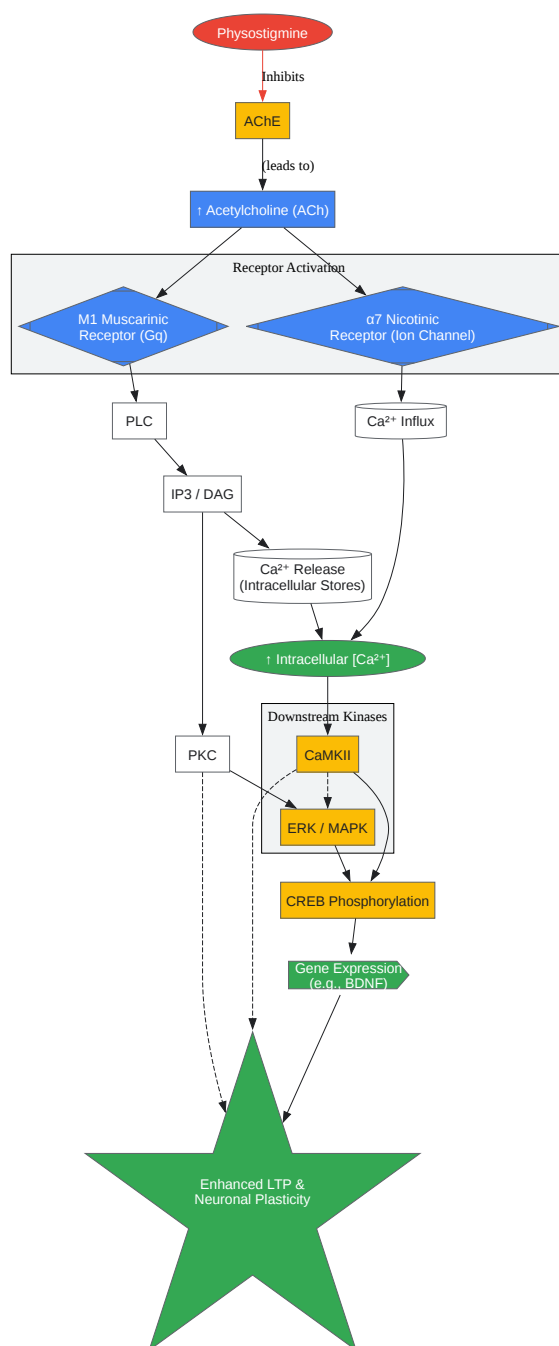 Physostigmine
Inhibits
AChE
(leads to)
↑ Acetylcholine (ACh)
Receptor Activation
M1 Muscarinic
Receptor (Gq)
α7 Nicotinic
Receptor (Ion Channel)
PLC
Ca²⁺ Influx
IP3 / DAG
Ca²⁺ Release
(Intracellular Stores)
↑ Intracellular [Ca²⁺]
Downstream Kinases
PKC
CaMKII
ERK / MAPK
CREB Phosphorylation
Gene Expression
(e.g., BDNF)
Enhanced LTP &
Neuronal Plasticity